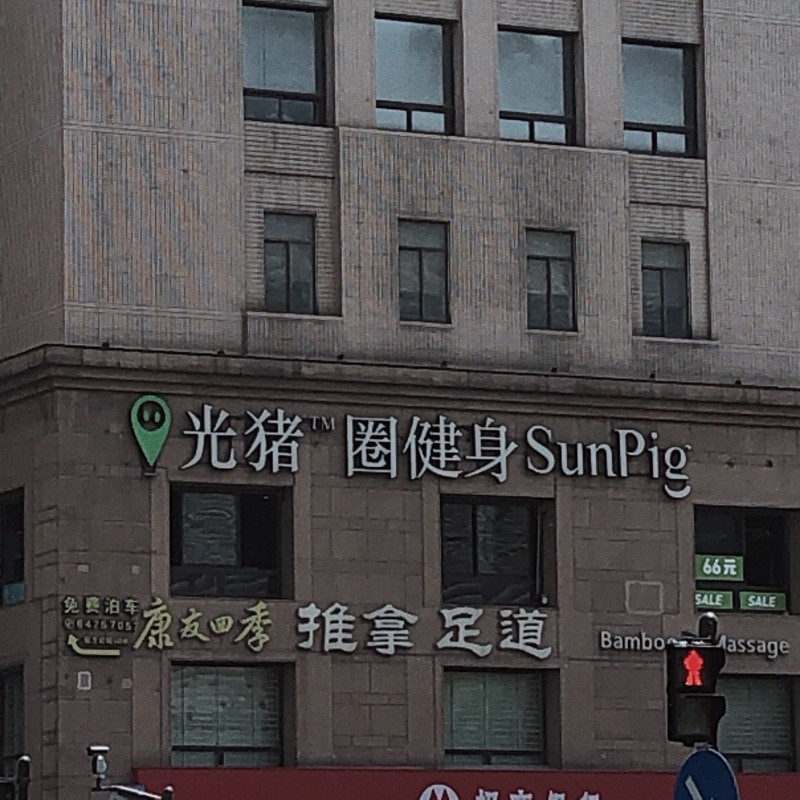 光猪™圈健身SunPig
66元
SALE SALE
免费泊车
64757057
康友四季 推拿 足道
Bamboo Massage